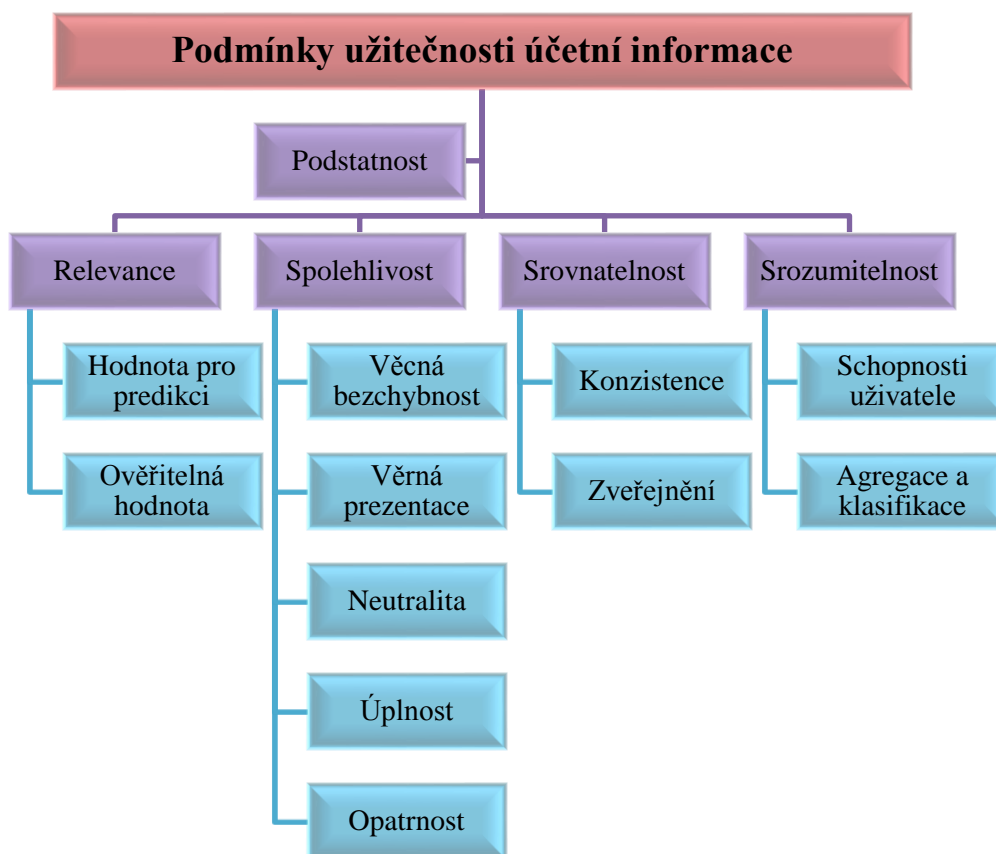 Podmínky užitečnosti účetní informace
Podstatnost
Relevance
Spolehlivost
Srovnatelnost
Srozumitelnost
Hodnota pro
predikci
Ověřitelná
hodnota
Věcná
bezchybnost
Věrná
prezentace
Neutralita
Úplnost
Opatrnost
Konzistence
Zveřejnění
Schopnosti
uživatele
Agregace a
klasifikace